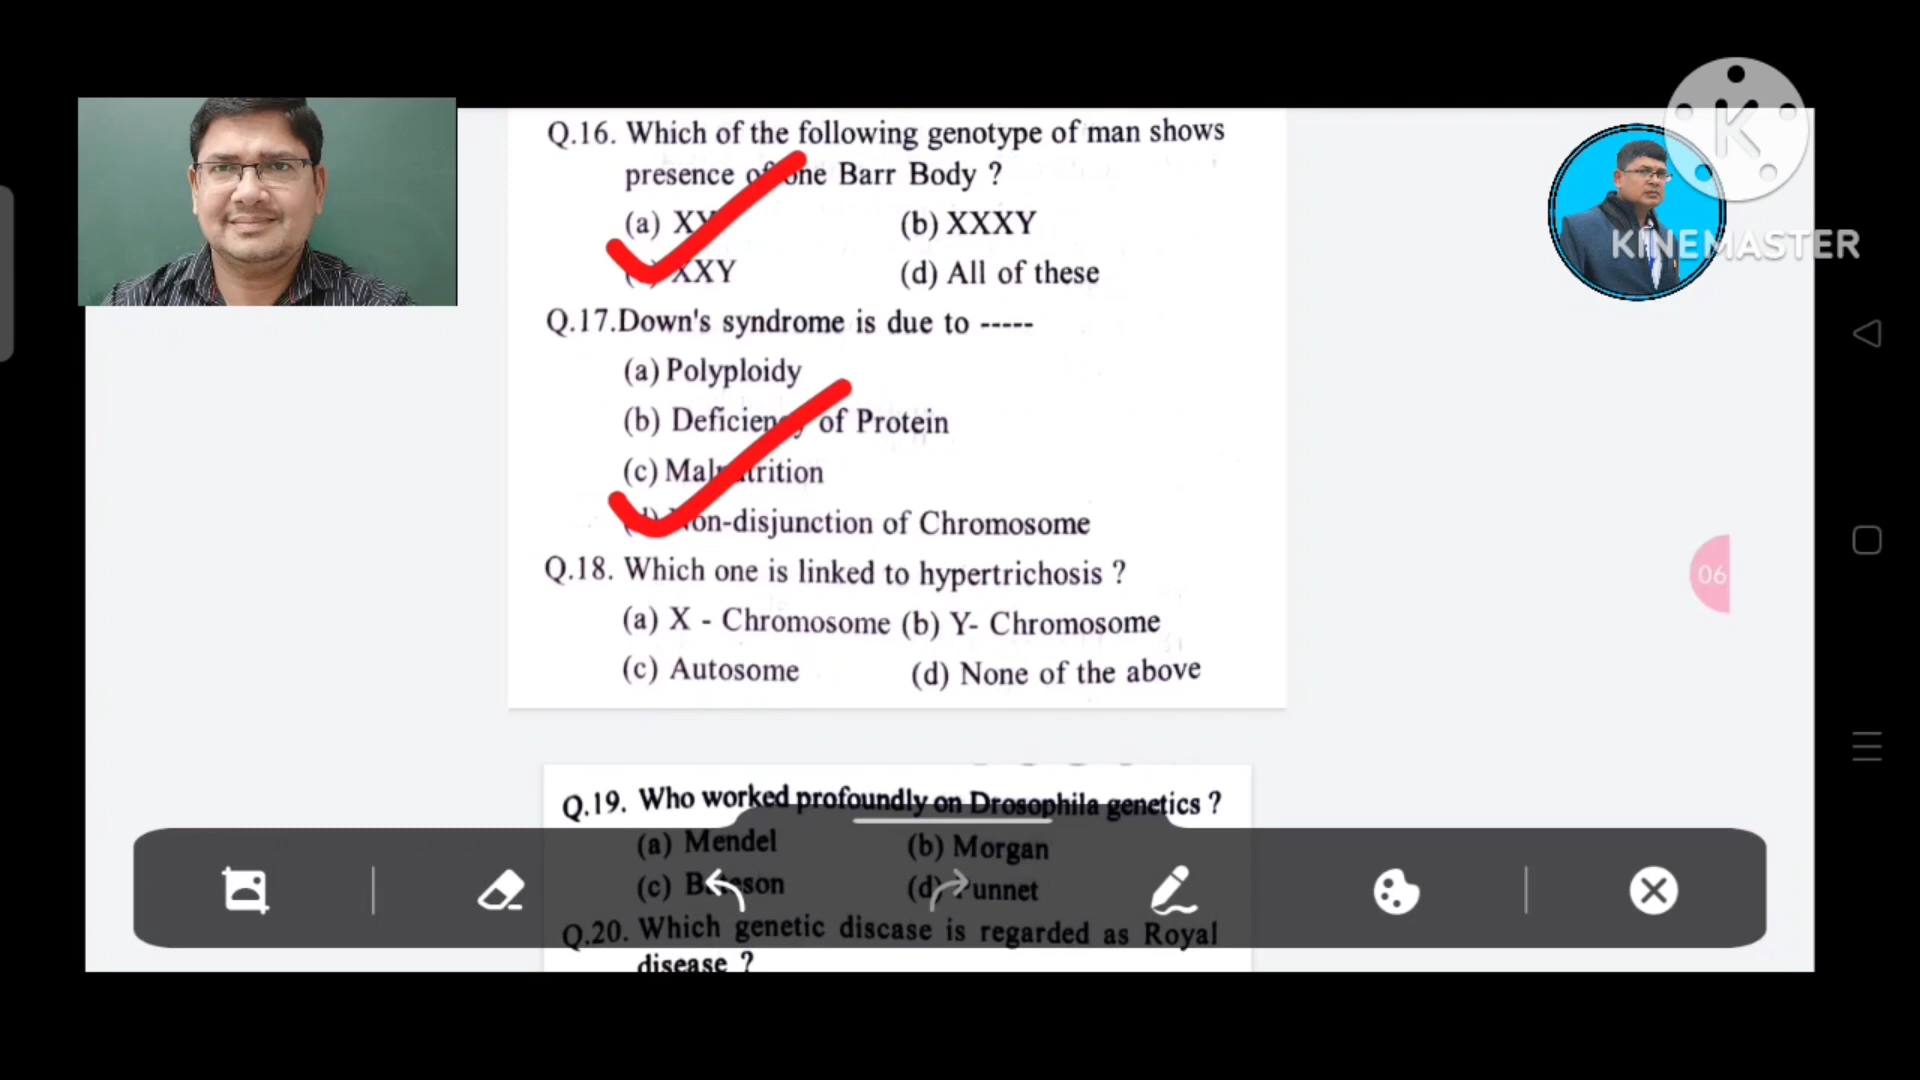 Q.16. Which of the following genotype of man shows
presence of one Barr Body ?
(a) XY (b) XXXY
XXY (d) All of these
Q.17.Down's syndrome is due to -----
(a) Polyploidy
(b) Deficiency of Protein
(c) Malnutrition
(d) Non-disjunction of Chromosome
Q.18. Which one is linked to hypertrichosis ?
(a) X - Chromosome (b) Y- Chromosome
(c) Autosome (d) None of the above
Q.19. Who worked profoundly on Drosophila genetics ?
(a) Mendel (b) Morgan
(c) Bateson (d) Punnet
Q.20. Which genetic disease is regarded as Royal
disease ?
K
KINEMASTER
06